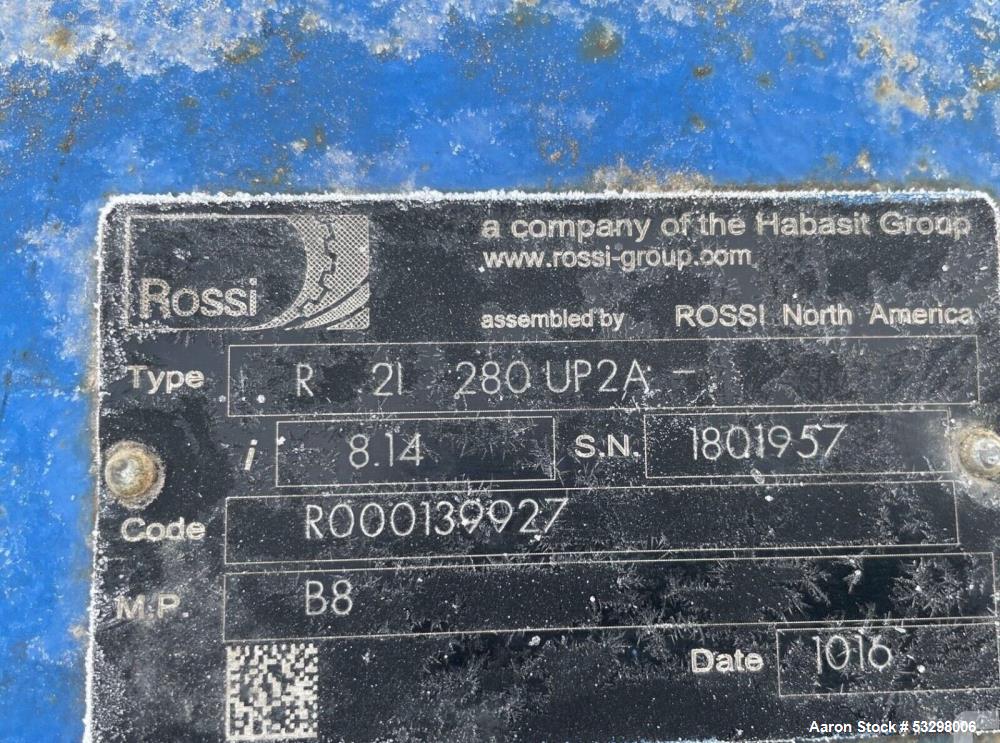 Rossi
a company of the Habasit Group
www.rossi-group.com
assembled by ROSSI North America
Type R 2I 280 UP2A -
i 8.14 S.N. 18Q1957
Code R000139927
M.P. B8
Date 1016
Aaron Stock # 53298006